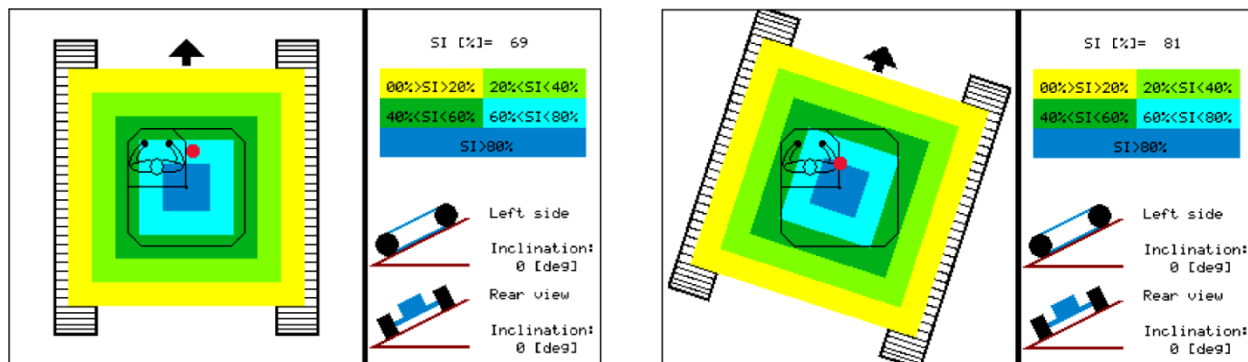 SI [%]= 69
00%>SI>20% 20%<SI<40%
40%<SI<60% 60%<SI<80%
SI>80%
Left side
Inclination:
0 [deg]
Rear view
Inclination:
0 [deg]
SI [%]= 81
00%>SI>20% 20%<SI<40%
40%<SI<60% 60%<SI<80%
SI>80%
Left side
Inclination:
0 [deg]
Rear view
Inclination:
0 [deg]